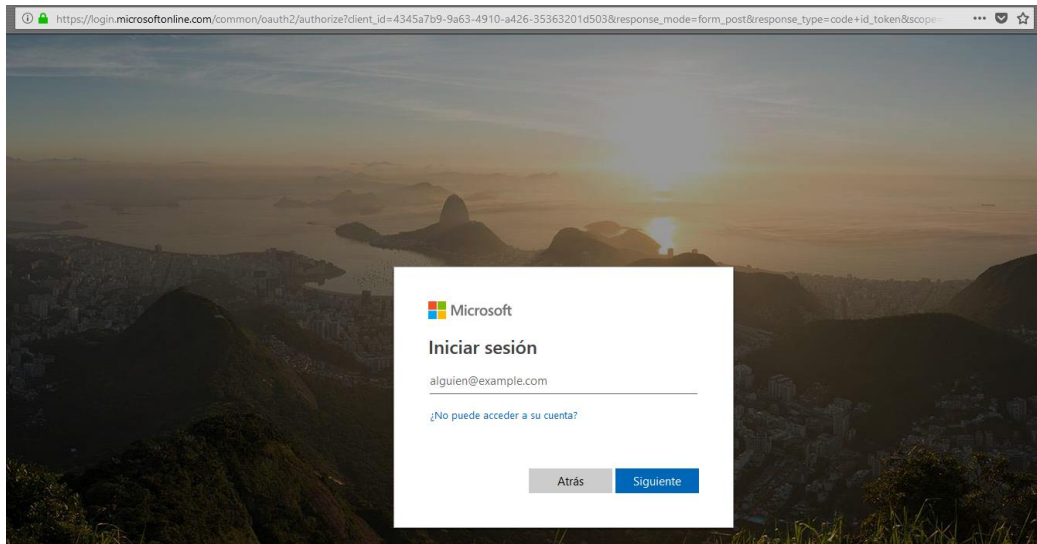 https://login.microsoftonline.com/common/oauth2/authorize?client_id=4345a7b9-9a63-4910-a426-35363201d503&response_mode=form_post&response_type=code+id_token&scope=
Microsoft
Iniciar sesión
alguien@example.com
¿No puede acceder a su cuenta?
Atrás Siguiente